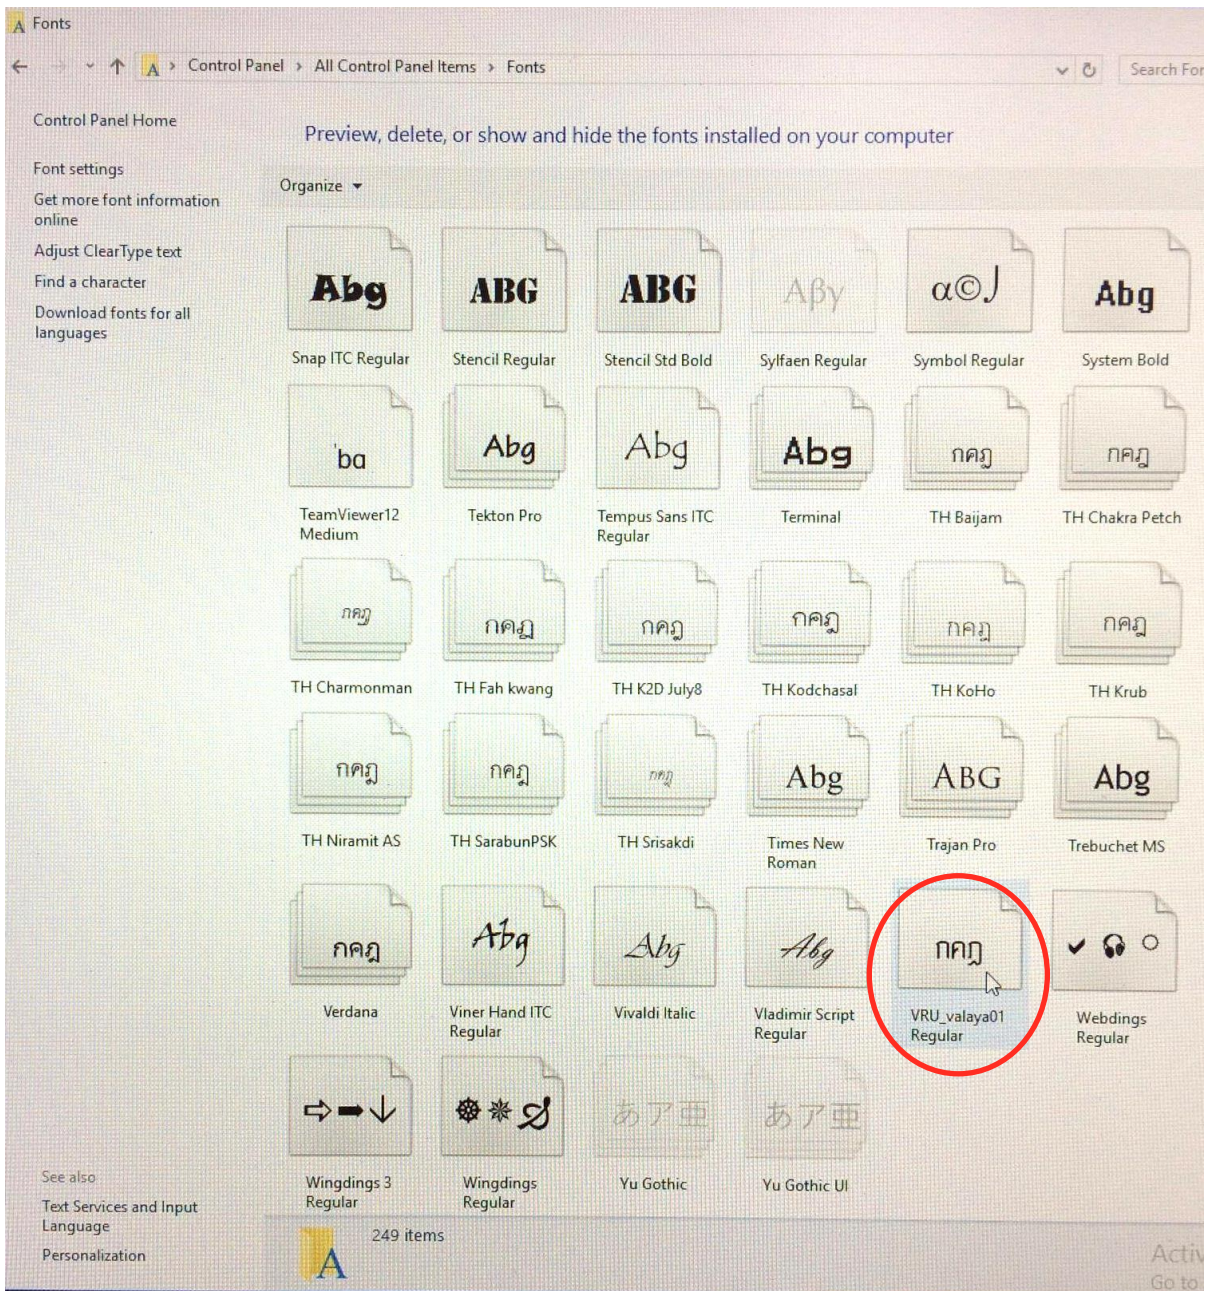 Fonts
Control Panel > All Control Panel Items > Fonts
Search For
Control Panel Home
Font settings
Get more font information
online
Adjust ClearType text
Find a character
Download fonts for all
languages
Preview, delete, or show and hide the fonts installed on your computer
Organize
Abg ABG ABG Aβγ α©
Abg
Snap ITC Regular Stencil Regular Stencil Std Bold Sylfaen Regular Symbol Regular System Bold
'ba Abg Abg Abg กคฎ กคฎ
TeamViewer12 Medium Tekton Pro Tempus Sans ITC Regular Terminal TH Baijam TH Chakra Petch
กคฎ กคฎ กคฎ กคฎ กคฎ กคฎ
TH Charmonman TH Fah kwang TH K2D July8 TH Kodchasal TH KoHo TH Krub
กคฎ กคฎ กคฎ Abg ABG Abg
TH Niramit AS TH SarabunPSK TH Srisakdi Times New Roman Trajan Pro Trebuchet MS
กคฎ Abg Abg Abg กคฎ
Verdana Viner Hand ITC Regular Vivaldi Italic Vladimir Script Regular VRU_valaya01 Regular Webdings Regular
あア亜 あア亜
Wingdings 3 Regular Wingdings Regular Yu Gothic Yu Gothic UI
See also
Text Services and Input
Language
Personalization
249 items
Activ
Go to